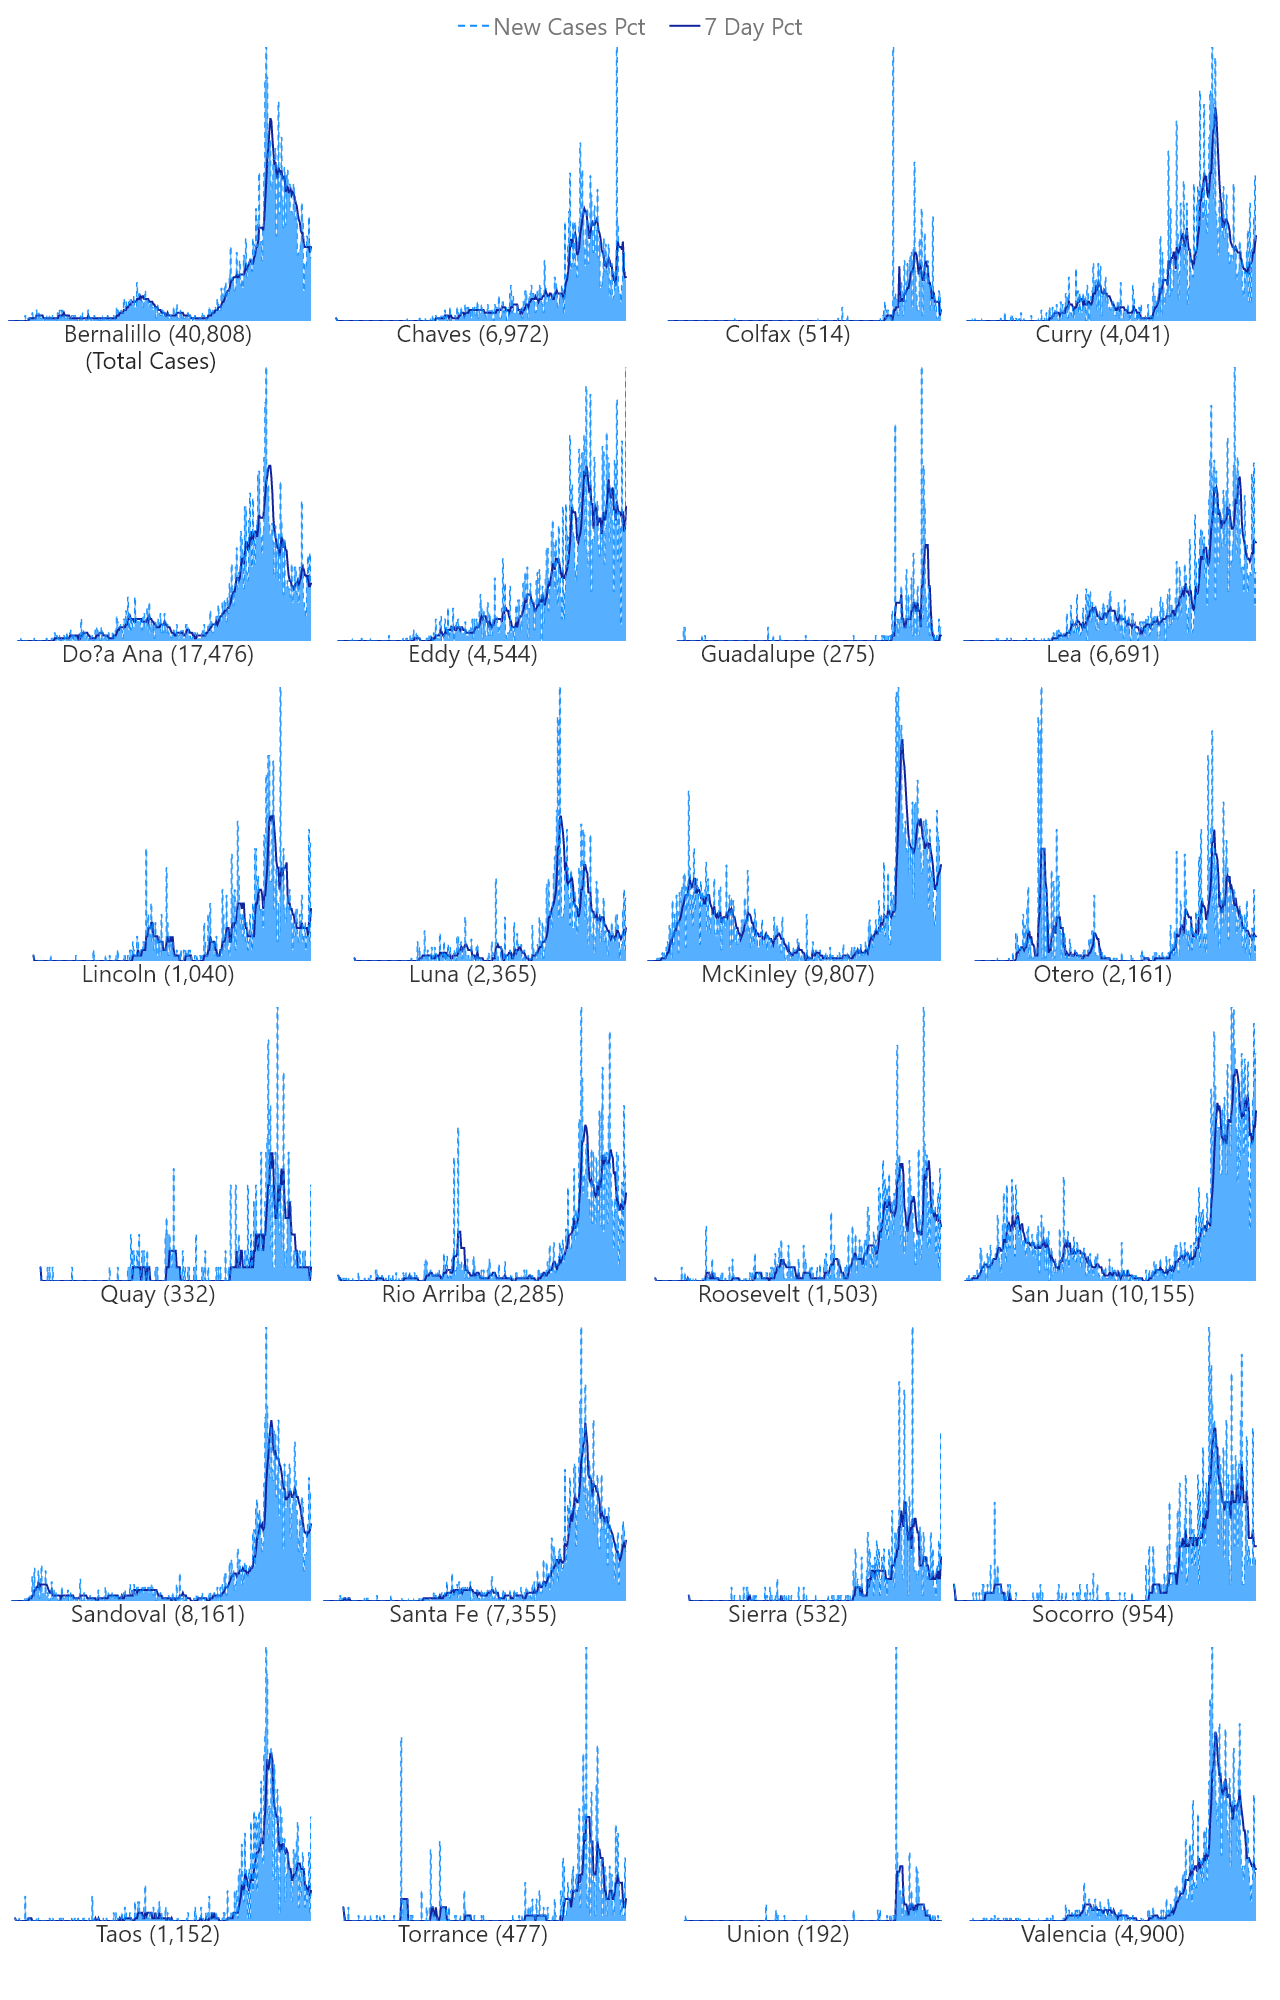 New Cases Pct 7 Day Pct
Bernalillo (40,808) Chaves (6,972) Colfax (514) Curry (4,041)
(Total Cases)
Do?a Ana (17,476) Eddy (4,544) Guadalupe (275) Lea (6,691)
Lincoln (1,040) Luna (2,365) McKinley (9,807) Otero (2,161)
Quay (332) Rio Arriba (2,285) Roosevelt (1,503) San Juan (10,155)
Sandoval (8,161) Santa Fe (7,355) Sierra (532) Socorro (954)
Taos (1,152) Torrance (477) Union (192) Valencia (4,900)